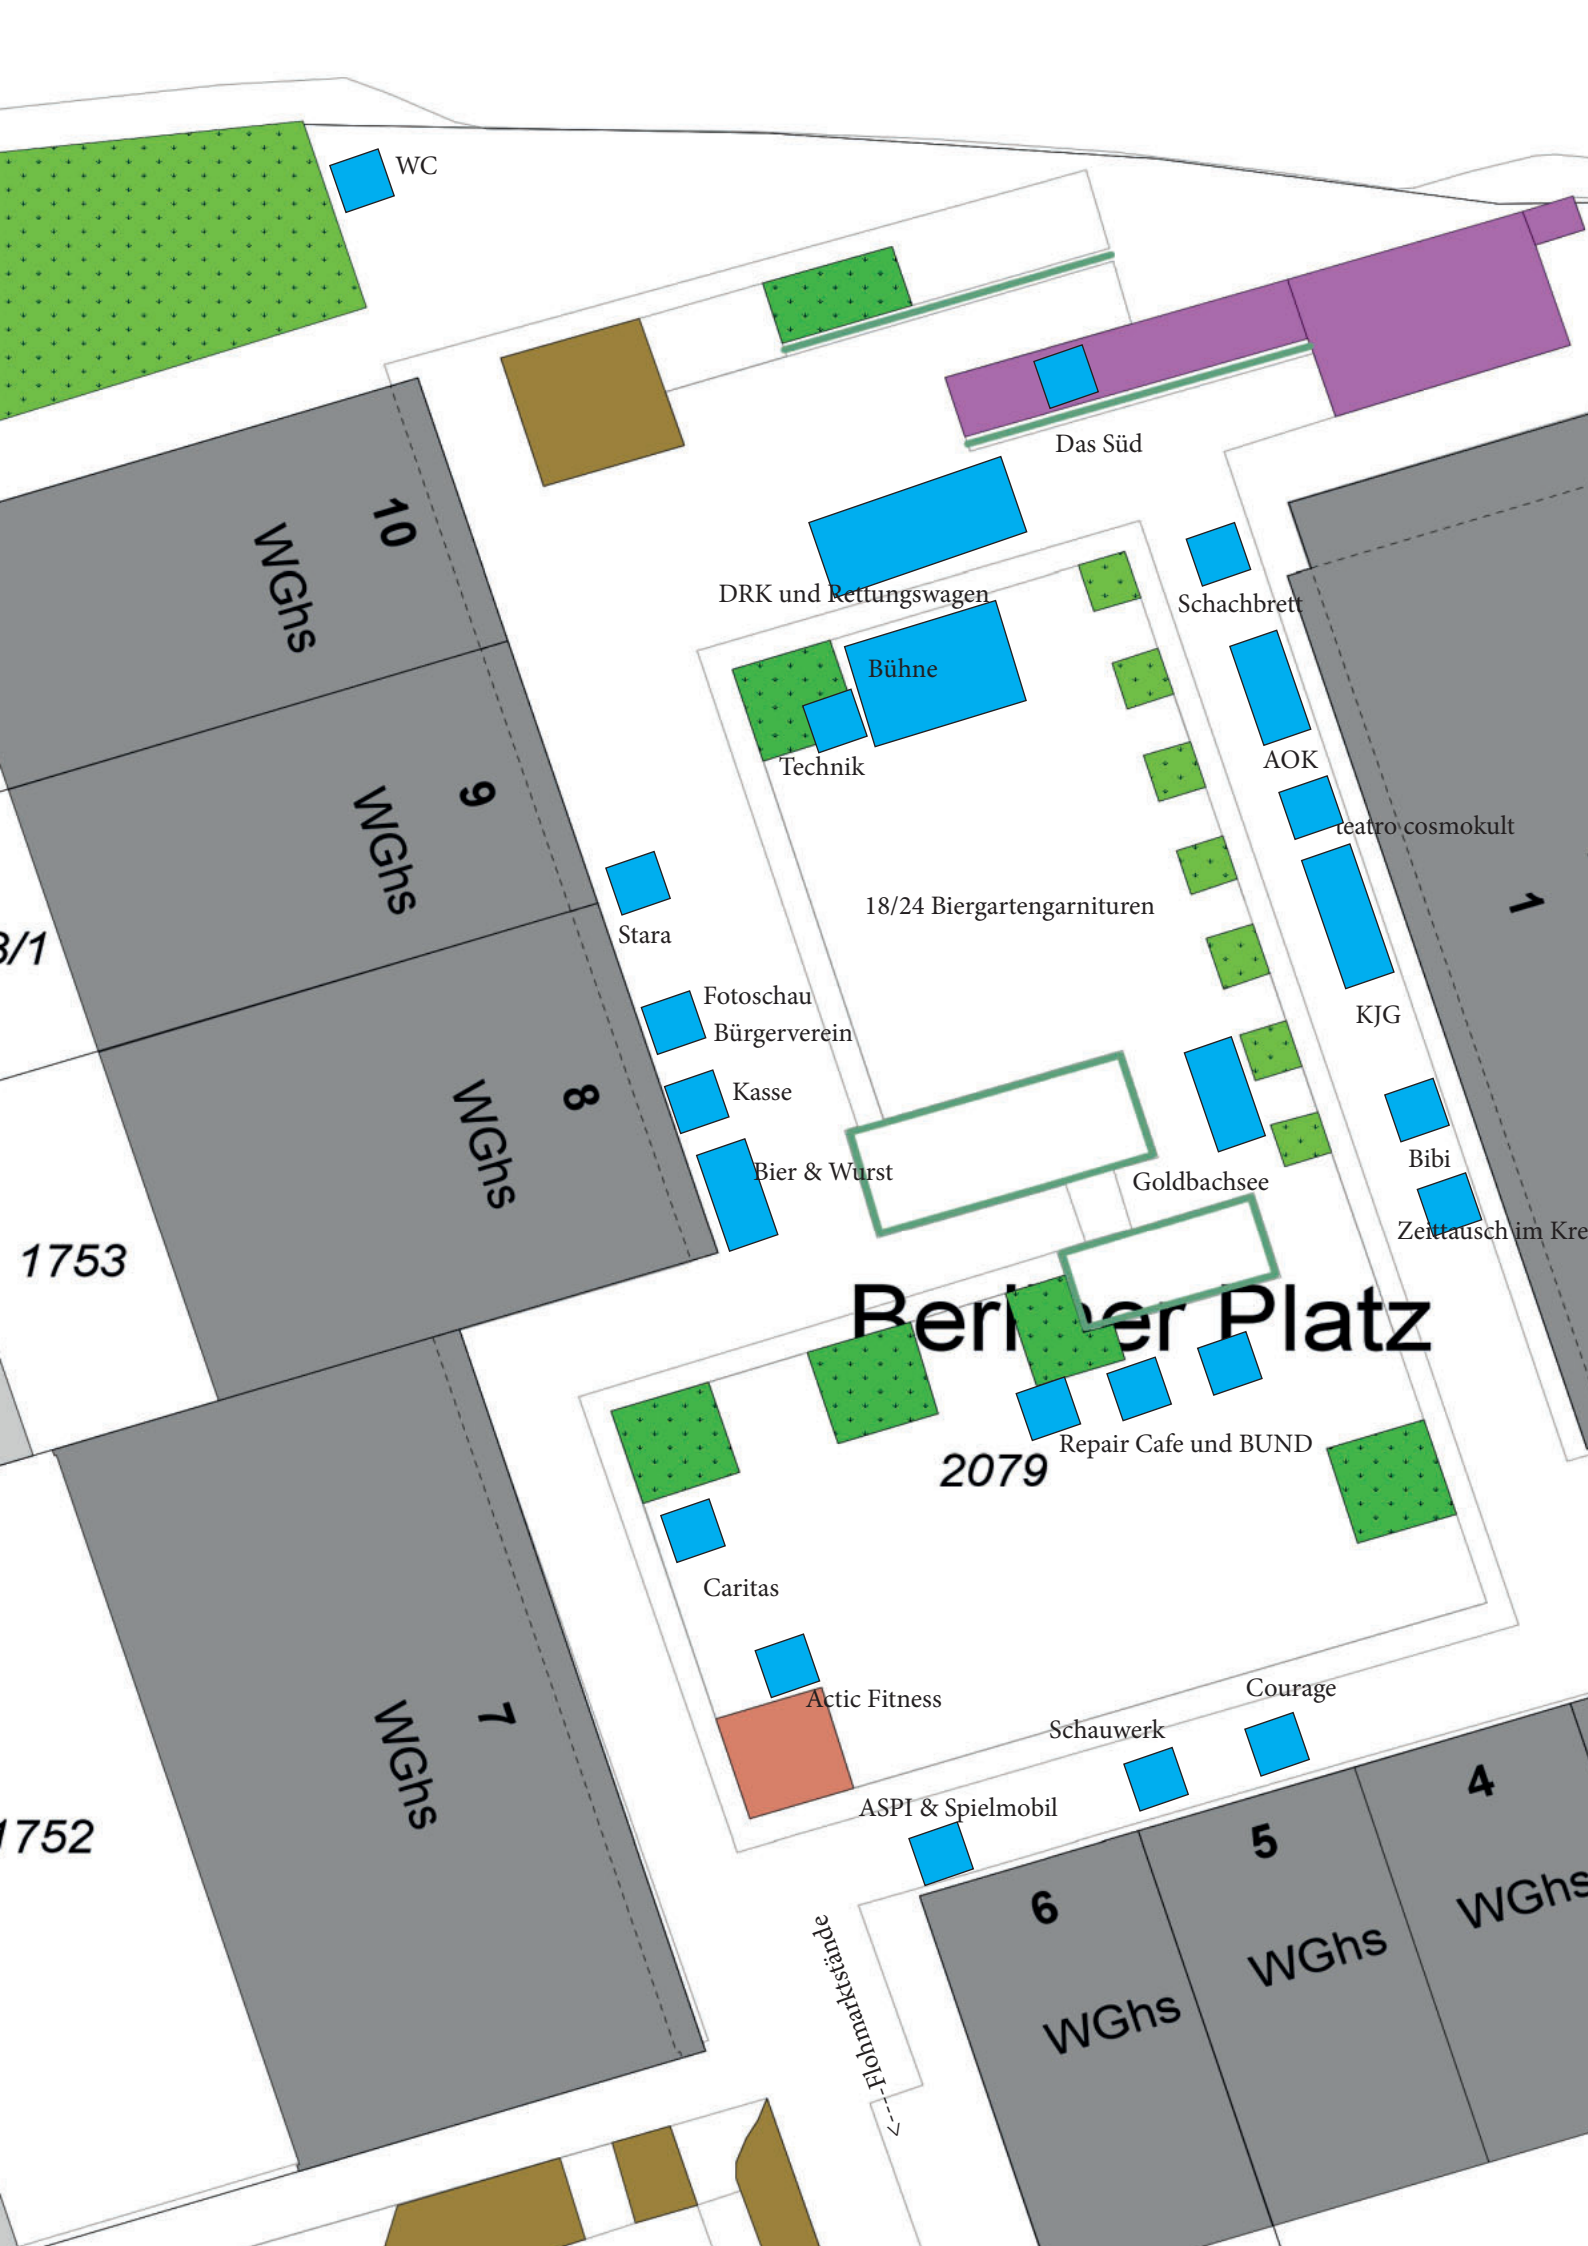 WC
Das Süd
10
WGhs
DRK und Rettungswagen
Schachbrett
Bühne
Technik
AOK
9
WGhs
teatro cosmokult
18/24 Biergartengarnituren
1
3/1
Stara
Fotoschau
Bürgerverein
KJG
8
WGhs
Kasse
Bier & Wurst
Goldbachsee
Bibi
Zeittausch im Kre
1753
Berliner Platz
Repair Cafe und BUND
2079
Caritas
Actic Fitness
7
WGhs
Courage
Schauwerk
ASPI & Spielmobil
1752
4
WGhs
5
WGhs
6
WGhs
Flohmarktstände